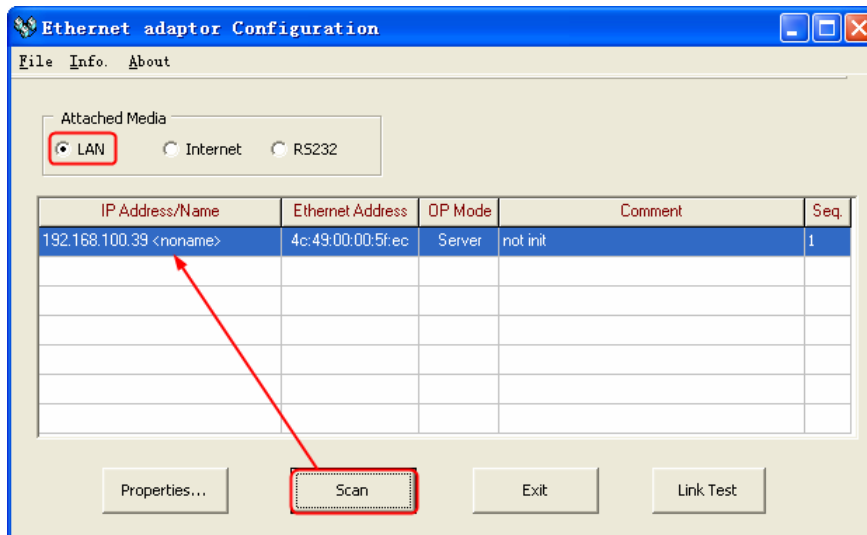 Ethernet adaptor Configuration
File Info. About
Attached Media
LAN Internet RS232
IP Address/Name Ethernet Address OP Mode Comment Seq.
192.168.100.39 <noname> 4c:49:00:00:5f:ec Server not init 1
Properties... Scan Exit Link Test